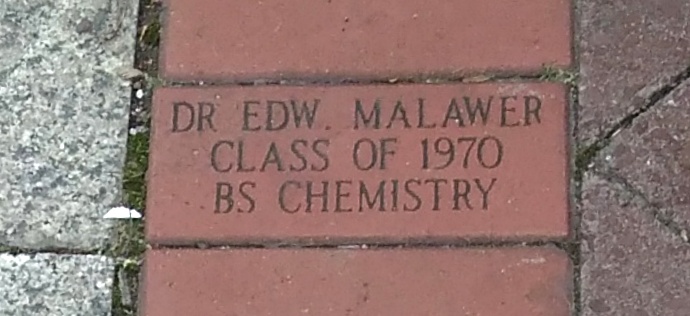 DR EDW. MALAWER
CLASS OF 1970
BS CHEMISTRY